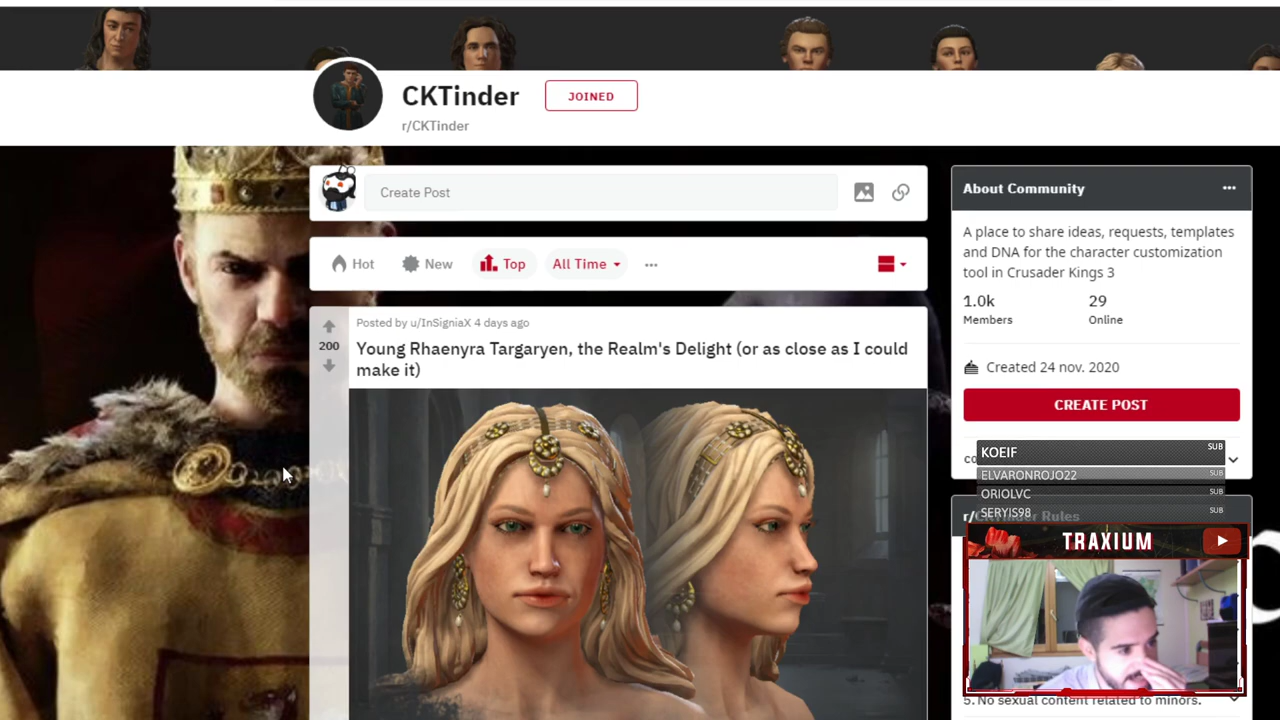 CKTinder
JOINED
r/CKTinder
Create Post
Hot
New
Top
All Time
Posted by u/InSigniaX 4 days ago
200
Young Rhaenyra Targaryen, the Realm's Delight (or as close as I could
make it)
About Community
A place to share ideas, requests, templates
and DNA for the character customization
tool in Crusader Kings 3
1.0k
29
Members
Online
Created 24 nov. 2020
CREATE POST
KOEIF SUB
ELVARONROJO22 SUB
ORIOLVC SUB
SERYIS98 SUB
r/CKTinder Rules
TRAXIUM
5. No sexual content related to minors.